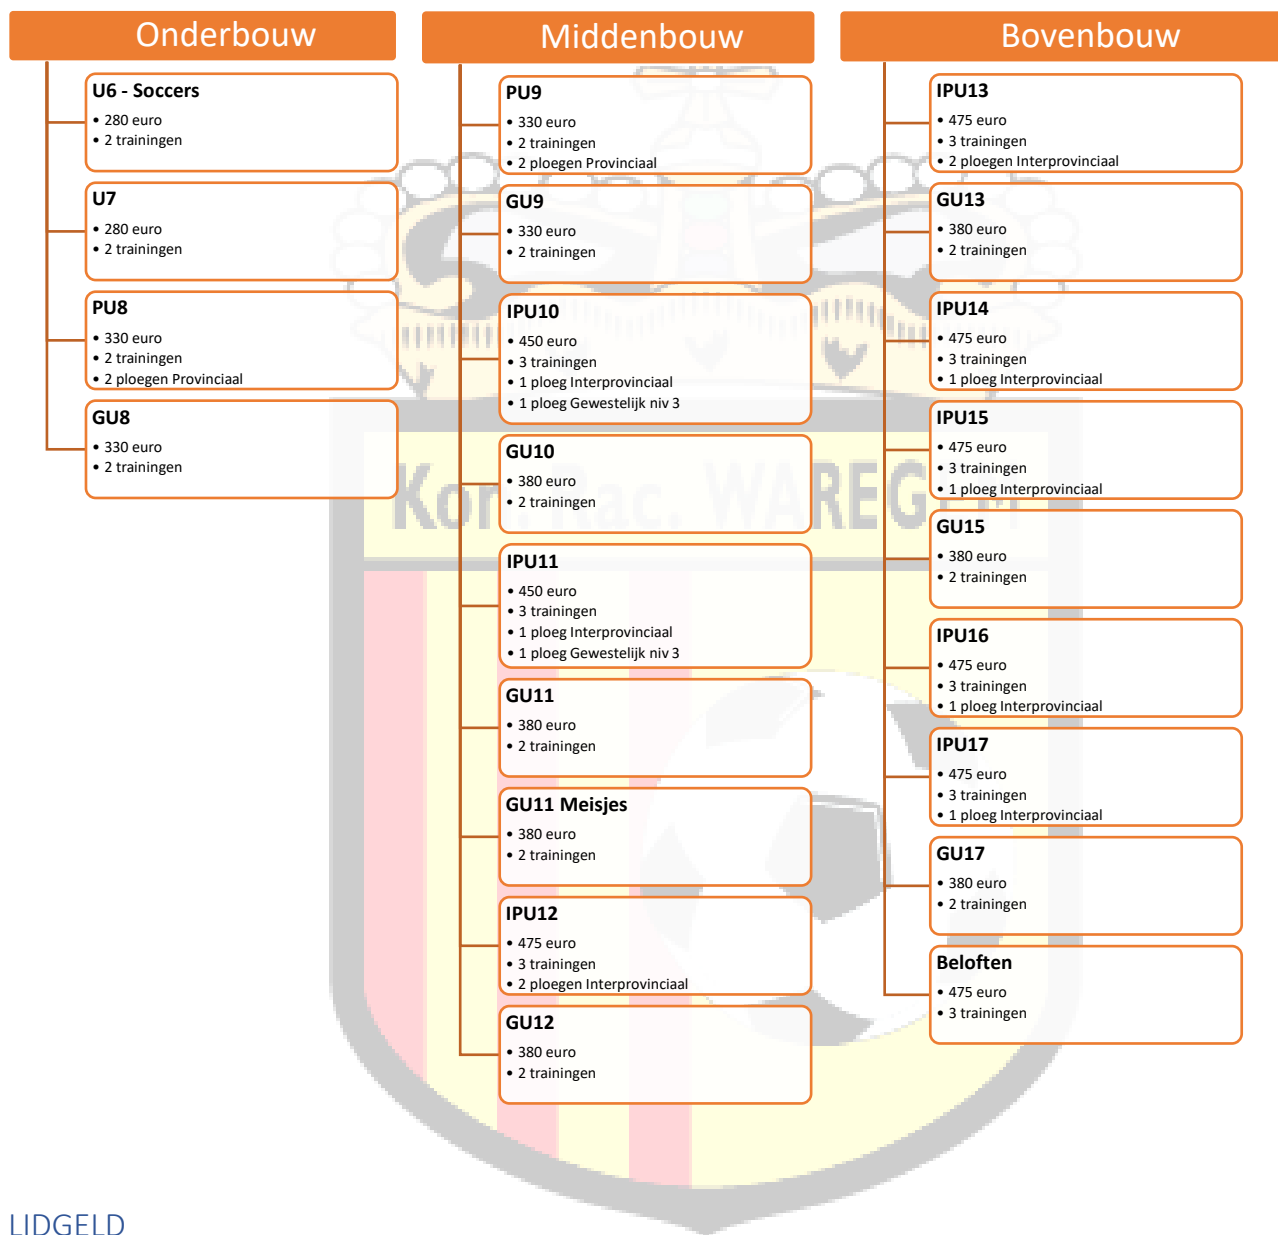 Onderbouw
U6 - Soccers
• 280 euro
• 2 trainingen
U7
• 280 euro
• 2 trainingen
PU8
• 330 euro
• 2 trainingen
• 2 ploegen Provinciaal
GU8
• 330 euro
• 2 trainingen
Middenbouw
PU9
• 330 euro
• 2 trainingen
• 2 ploegen Provinciaal
GU9
• 330 euro
• 2 trainingen
IPU10
• 450 euro
• 3 trainingen
• 1 ploeg Interprovinciaal
• 1 ploeg Gewestelijk niv 3
GU10
• 380 euro
• 2 trainingen
IPU11
• 450 euro
• 3 trainingen
• 1 ploeg Interprovinciaal
• 1 ploeg Gewestelijk niv 3
GU11
• 380 euro
• 2 trainingen
GU11 Meisjes
• 380 euro
• 2 trainingen
IPU12
• 475 euro
• 3 trainingen
• 2 ploegen Interprovinciaal
GU12
• 380 euro
• 2 trainingen
Bovenbouw
IPU13
• 475 euro
• 3 trainingen
• 2 ploegen Interprovinciaal
GU13
• 380 euro
• 2 trainingen
IPU14
• 475 euro
• 3 trainingen
• 1 ploeg Interprovinciaal
IPU15
• 475 euro
• 3 trainingen
• 1 ploeg Interprovinciaal
GU15
• 380 euro
• 2 trainingen
IPU16
• 475 euro
• 3 trainingen
• 1 ploeg Interprovinciaal
IPU17
• 475 euro
• 3 trainingen
• 1 ploeg Interprovinciaal
GU17
• 380 euro
• 2 trainingen
Beloften
• 475 euro
• 3 trainingen
Kon. Rac. WAREGEM
LIDGELD